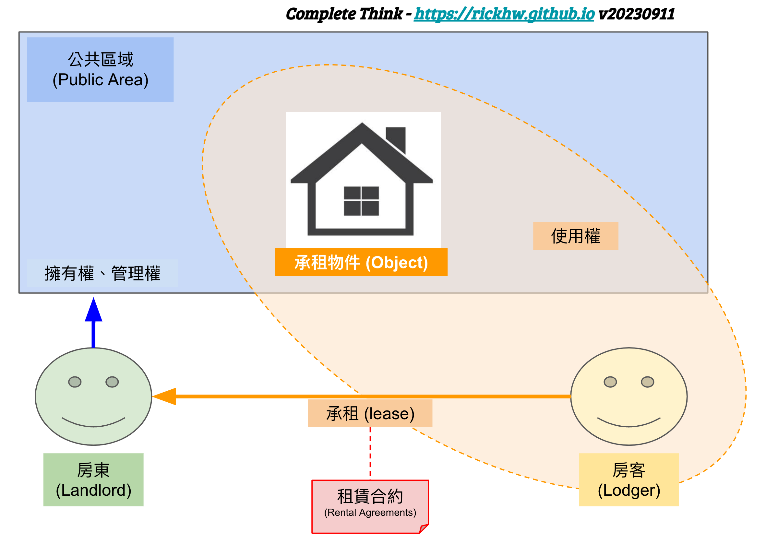 Complete Think - https://rickhw.github.io v20230911
公共區域
(Public Area)
承租物件 (Object)
使用權
擁有權、管理權
承租 (lease)
房東
(Landlord)
房客
(Lodger)
租賃合約
(Rental Agreements)